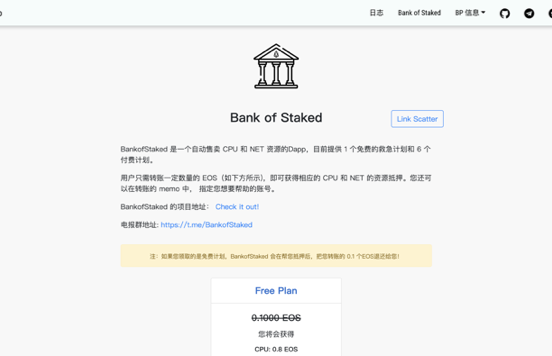 日志 Bank of Staked BP 信息
Bank of Staked
Link Scatter
BankofStaked 是一个自动售卖 CPU 和 NET 资源的Dapp，目前提供 1 个免费的救急计划和 6 个
付费计划。
用户只需转账一定数量的 EOS（如下方所示)，即可获得相应的 CPU 和 NET 的资源抵押。您还可
以在转账的 memo 中， 指定您想要帮助的账号。
BankofStaked 的项目地址： Check It out!
电报群地址: https://t.me/BankofStaked
注：如果您领取的是免费计划，BankofStaked 会在帮您抵押后，把您转账的 0.1 个EOS退还给您！
Free Plan
0.1000 EOS
您将会获得
CPU: 0.8 EOS